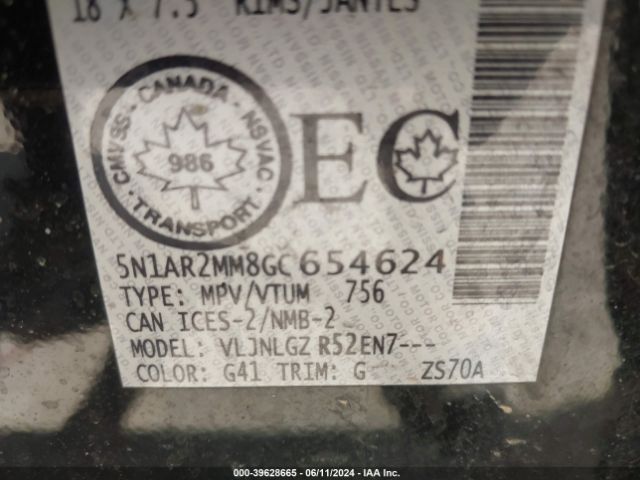 18 X 7.5 RIMS/JANTES
CANADA · NSVAC · TRANSPORT · CMVSS
986
EC
5N1AR2MM8GC654624
TYPE: MPV/VTUM 756
CAN ICES-2/NMB-2
MODEL: VLJNLGZ R52EN7---
COLOR: G41 TRIM: G ZS70A
000-39628665 - 06/11/2024 - IAA Inc.